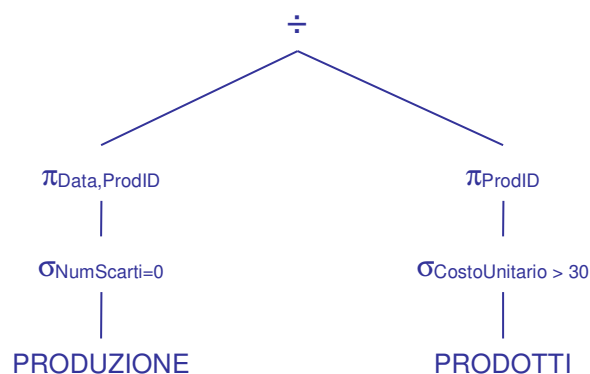 ÷
πData,ProdID πProdID
σNumScarti=0 σCostoUnitario > 30
PRODUZIONE PRODOTTI